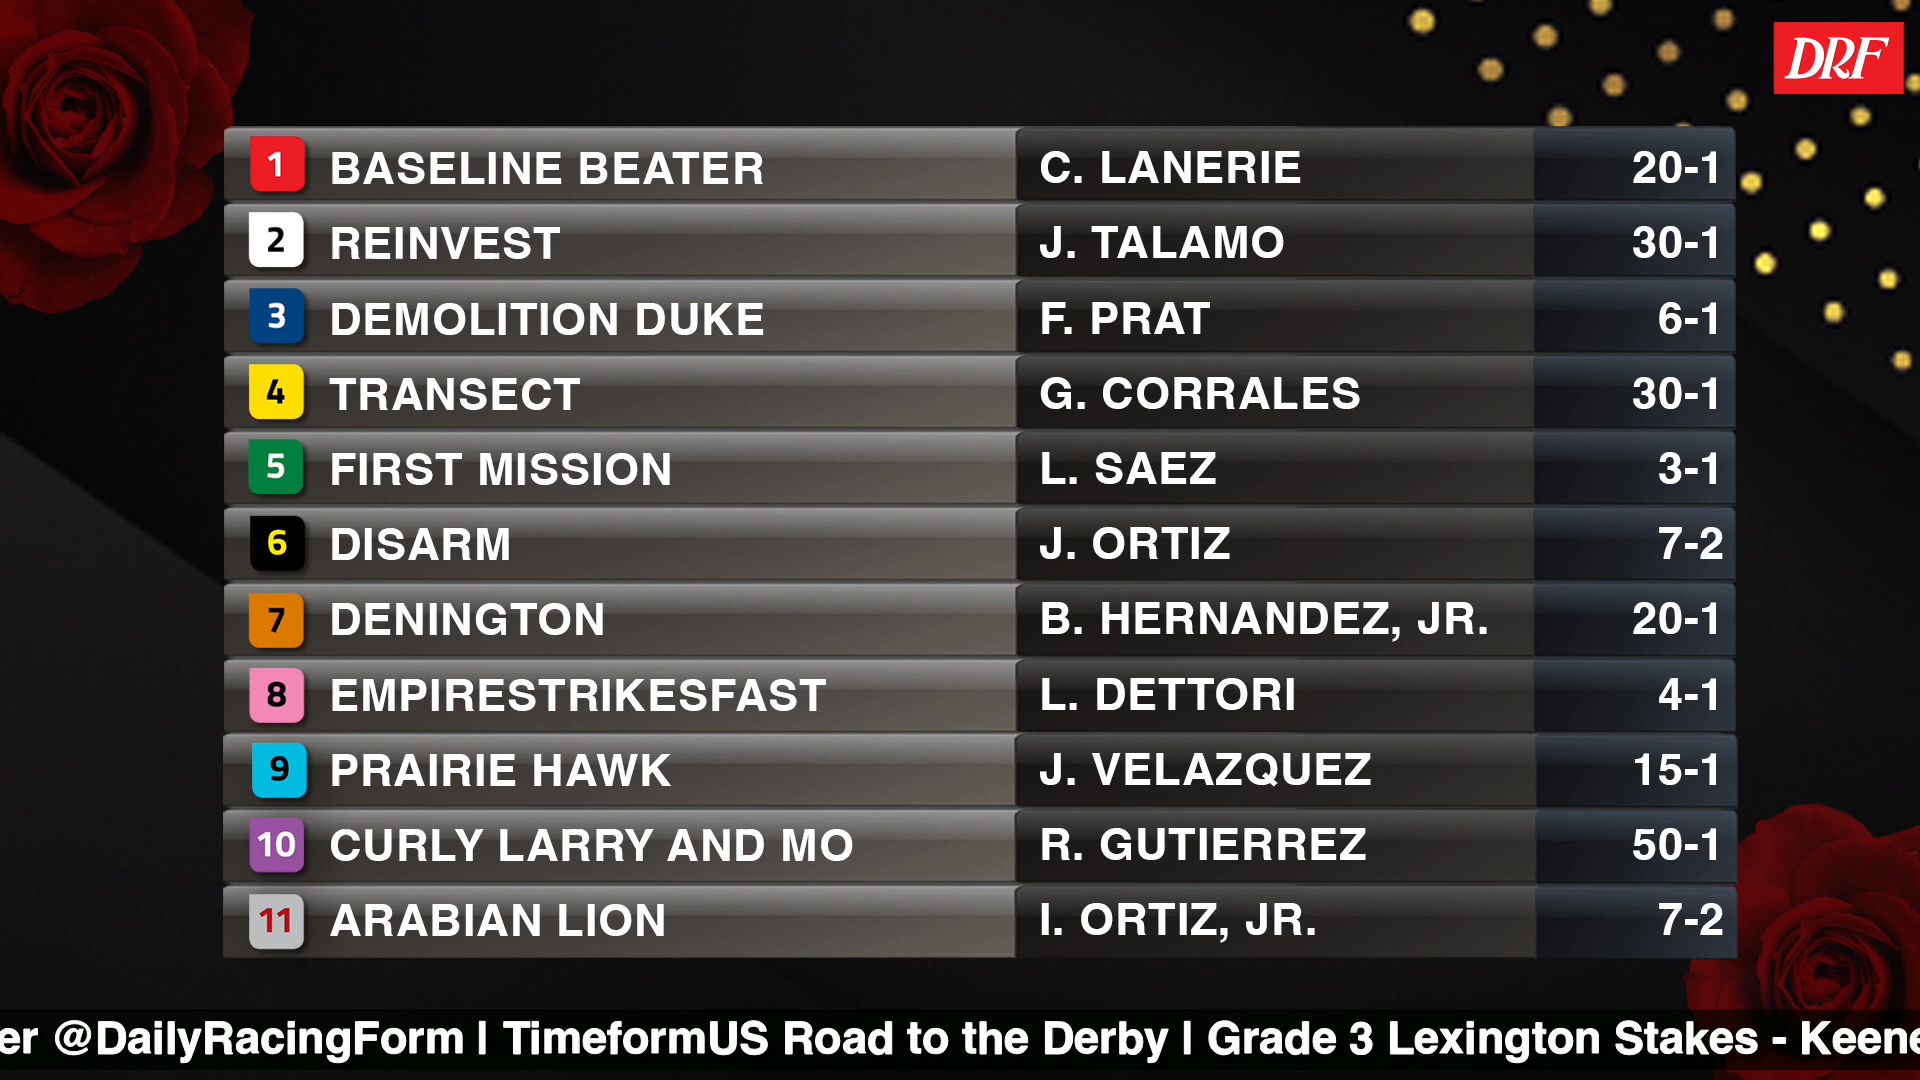 DRF
1 BASELINE BEATER C. LANERIE 20-1
2 REINVEST J. TALAMO 30-1
3 DEMOLITION DUKE F. PRAT 6-1
4 TRANSECT G. CORRALES 30-1
5 FIRST MISSION L. SAEZ 3-1
6 DISARM J. ORTIZ 7-2
7 DENINGTON B. HERNANDEZ, JR. 20-1
8 EMPIRESTRIKESFAST L. DETTORI 4-1
9 PRAIRIE HAWK J. VELAZQUEZ 15-1
10 CURLY LARRY AND MO R. GUTIERREZ 50-1
11 ARABIAN LION I. ORTIZ, JR. 7-2
er @DailyRacingForm | TimeformUS Road to the Derby | Grade 3 Lexington Stakes - Keene